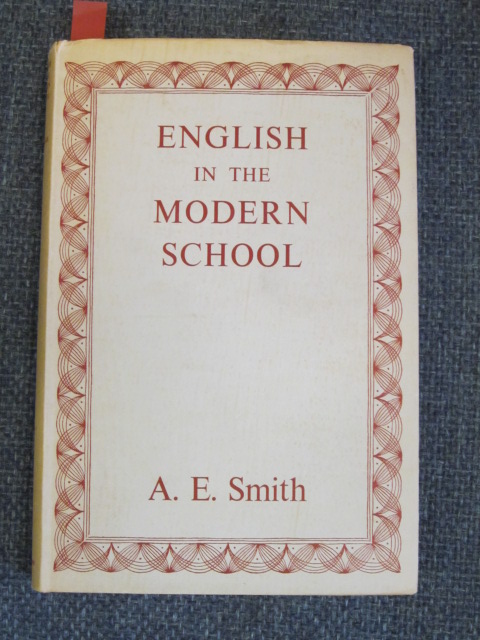 ENGLISH
IN THE
MODERN
SCHOOL
A. E. Smith